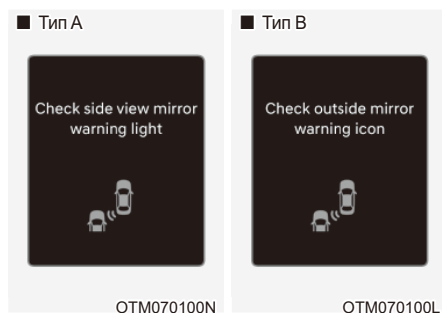 ■ Тип A
Check side view mirror
warning light
OTM070100N
■ Тип B
Check outside mirror
warning icon
OTM070100L